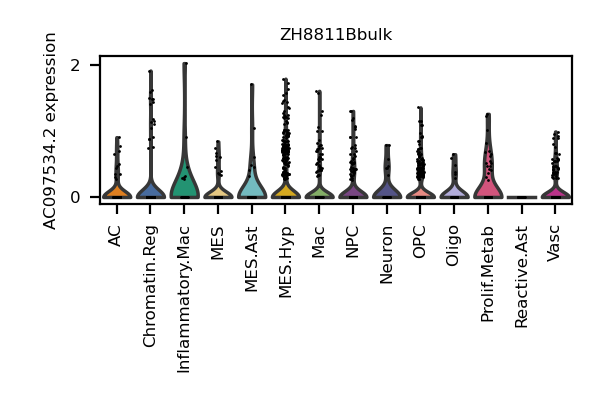 ZH8811Bbulk
AC097534.2 expression
2
0
AC
Chromatin.Reg
Inflammatory.Mac
MES
MES.Ast
MES.Hyp
Mac
NPC
Neuron
OPC
Oligo
Prolif.Metab
Reactive.Ast
Vasc